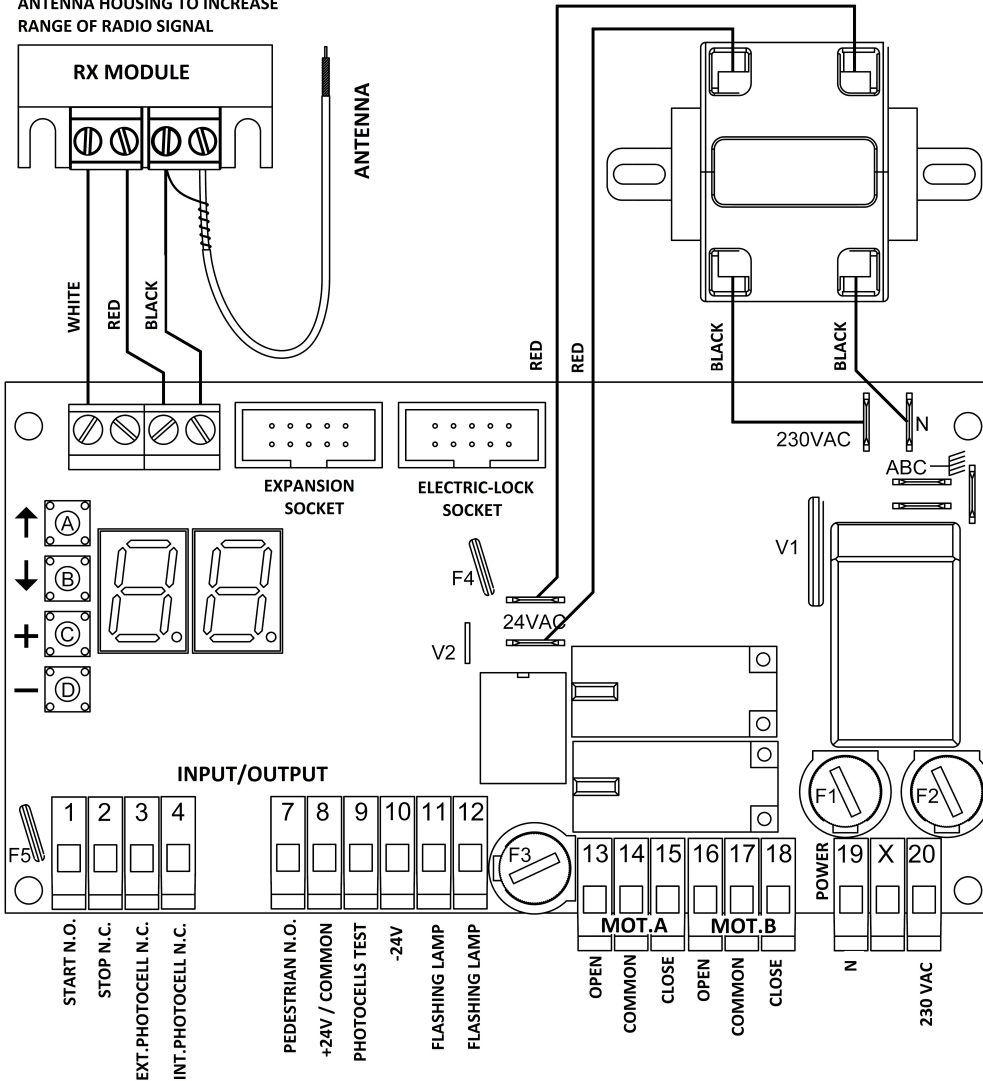 ANTENNA HOUSING TO INCREASE
RANGE OF RADIO SIGNAL
RX MODULE
ANTENNA
WHITE
RED
BLACK
RED
RED
BLACK
BLACK
230VAC
N
ABC
EXPANSION
SOCKET
ELECTRIC-LOCK
SOCKET
A
B
C
D
+
−
F4
24VAC
V2
V1
INPUT/OUTPUT
F1
F2
F5
1
2
3
4
7
8
9
10
11
12
F3
13
14
15
16
17
18
POWER
19
X
20
MOT.A
MOT.B
START N.O.
STOP N.C.
EXT.PHOTOCELL N.C.
INT.PHOTOCELL N.C.
PEDESTRIAN N.O.
+24V / COMMON
PHOTOCELLS TEST
-24V
FLASHING LAMP
FLASHING LAMP
OPEN
COMMON
CLOSE
OPEN
COMMON
CLOSE
N
230 VAC